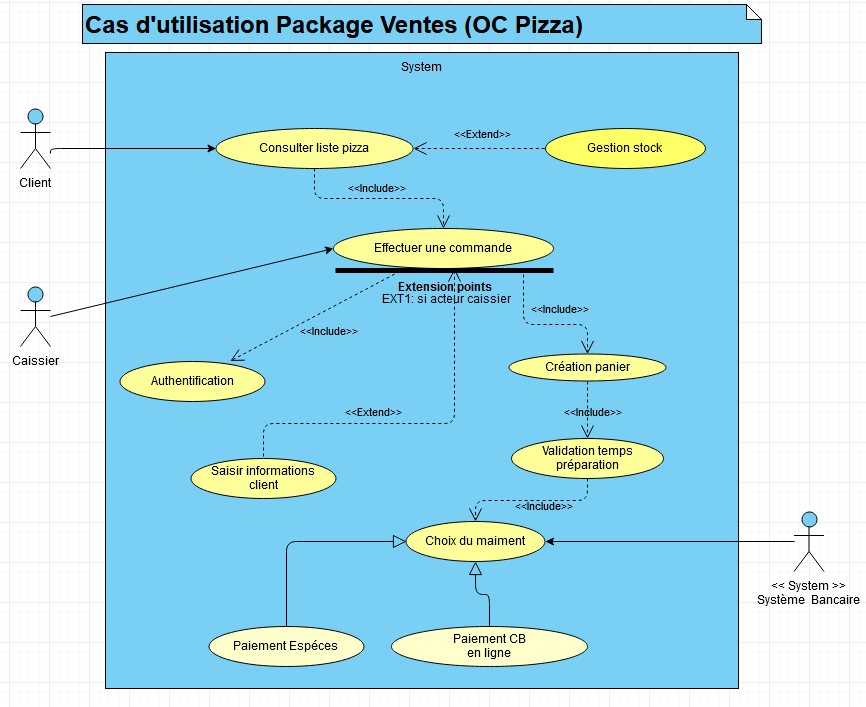 Cas d'utilisation Package Ventes (OC Pizza)
System
<<Extend>>
Consulter liste pizza
Gestion stock
Client
<<Include>>
Effectuer une commande
Extension points
EXT1: si acteur caissier
<<Include>>
<<Include>>
Caissier
Création panier
Authentification
<<Extend>>
<<Include>>
Validation temps
préparation
Saisir informations
client
<<Include>>
Choix du maiment
<< System >>
Système Bancaire
Paiement Espéces
Paiement CB
en ligne